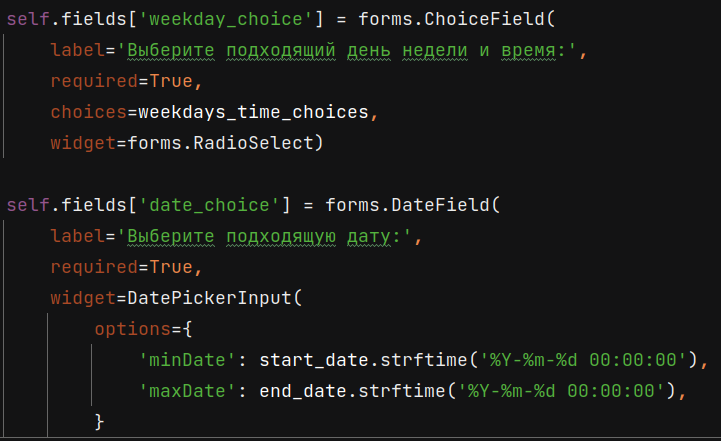 self.fields['weekday_choice'] = forms.ChoiceField(
    label='Выберите подходящий день недели и время:',
    required=True,
    choices=weekdays_time_choices,
    widget=forms.RadioSelect)

self.fields['date_choice'] = forms.DateField(
    label='Выберите подходящую дату:',
    required=True,
    widget=DatePickerInput(
        options={
            'minDate': start_date.strftime('%Y-%m-%d 00:00:00'),
            'maxDate': end_date.strftime('%Y-%m-%d 00:00:00'),
        }